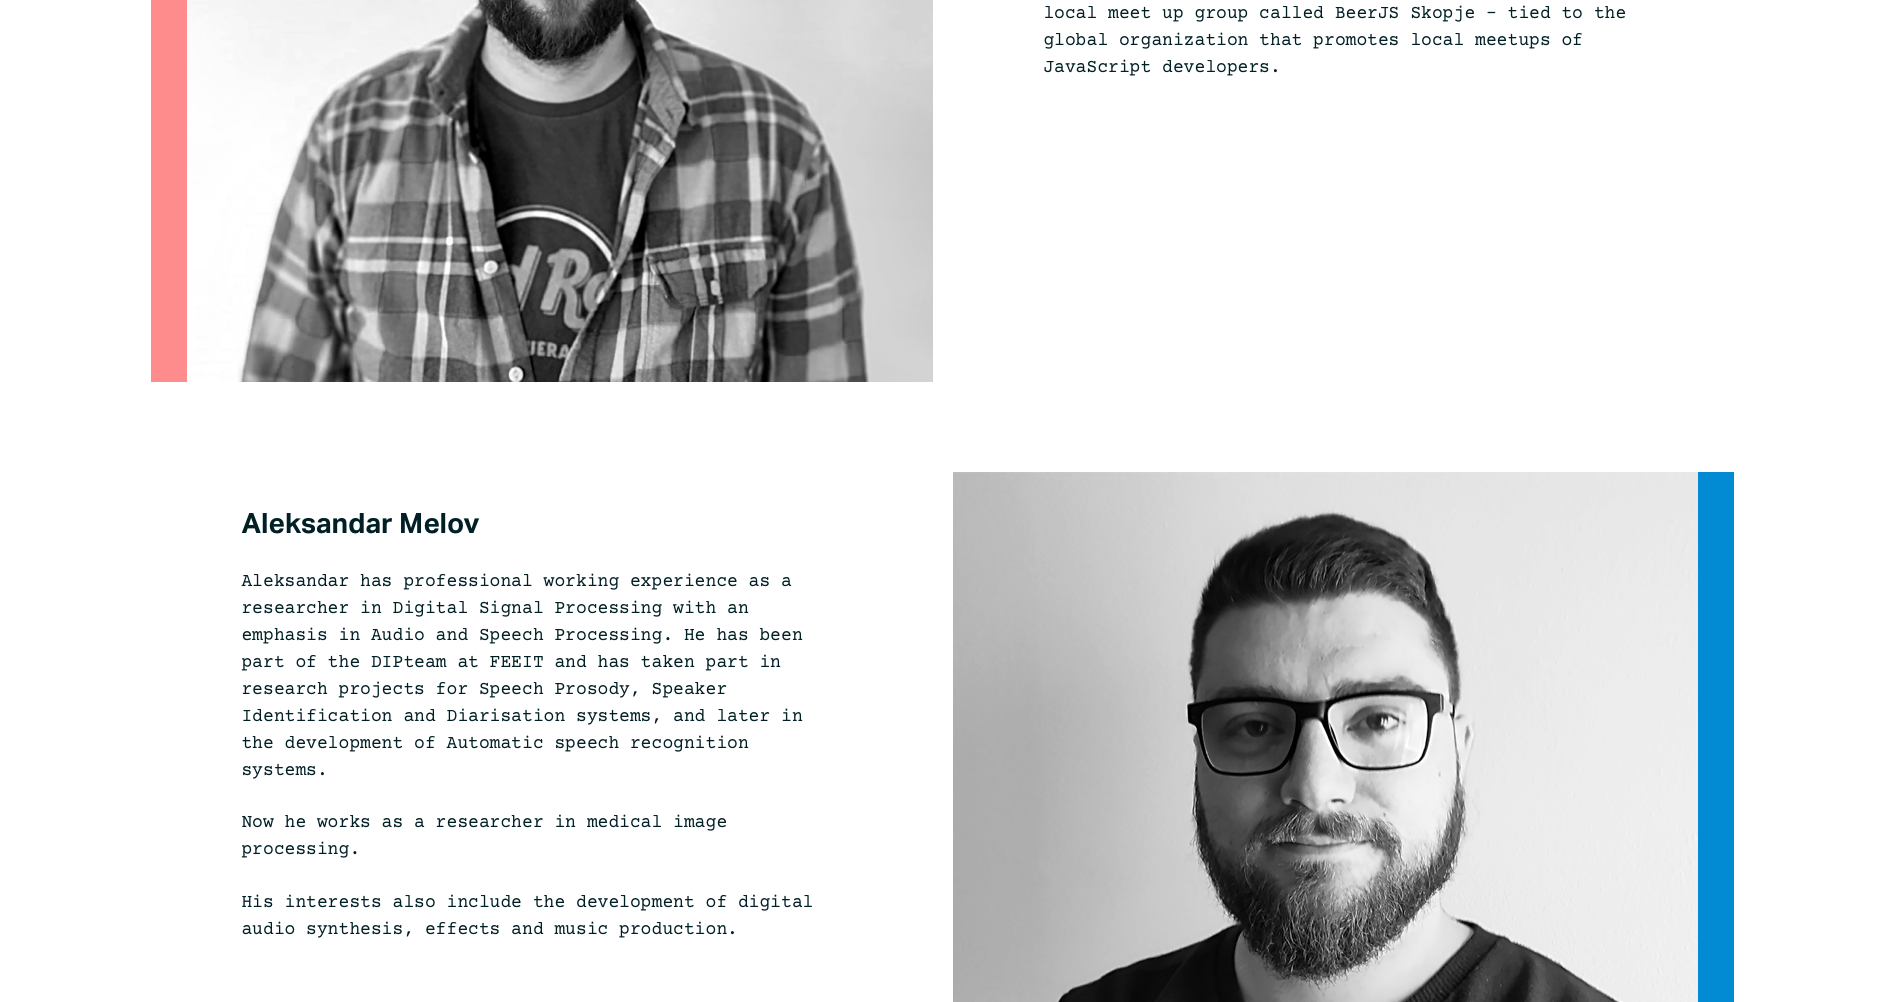 local meet up group called BeerJS Skopje – tied to the
global organization that promotes local meetups of
JavaScript developers.
Aleksandar Melov
Aleksandar has professional working experience as a
researcher in Digital Signal Processing with an
emphasis in Audio and Speech Processing. He has been
part of the DIPteam at FEEIT and has taken part in
research projects for Speech Prosody, Speaker
Identification and Diarisation systems, and later in
the development of Automatic speech recognition
systems.
Now he works as a researcher in medical image
processing.
His interests also include the development of digital
audio synthesis, effects and music production.